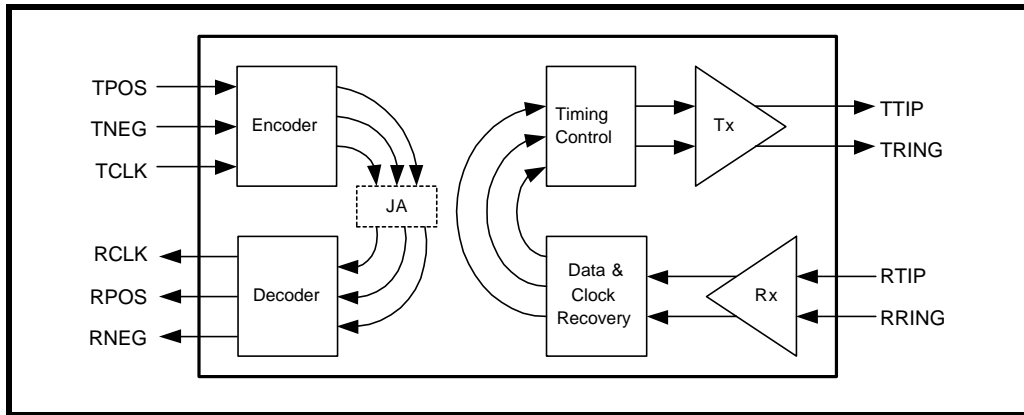 TPOS
TNEG
TCLK
Encoder
JA
RCLK
RPOS
RNEG
Decoder
Timing
Control
Tx
TTIP
TRING
Data &
Clock
Recovery
Rx
RTIP
RRING